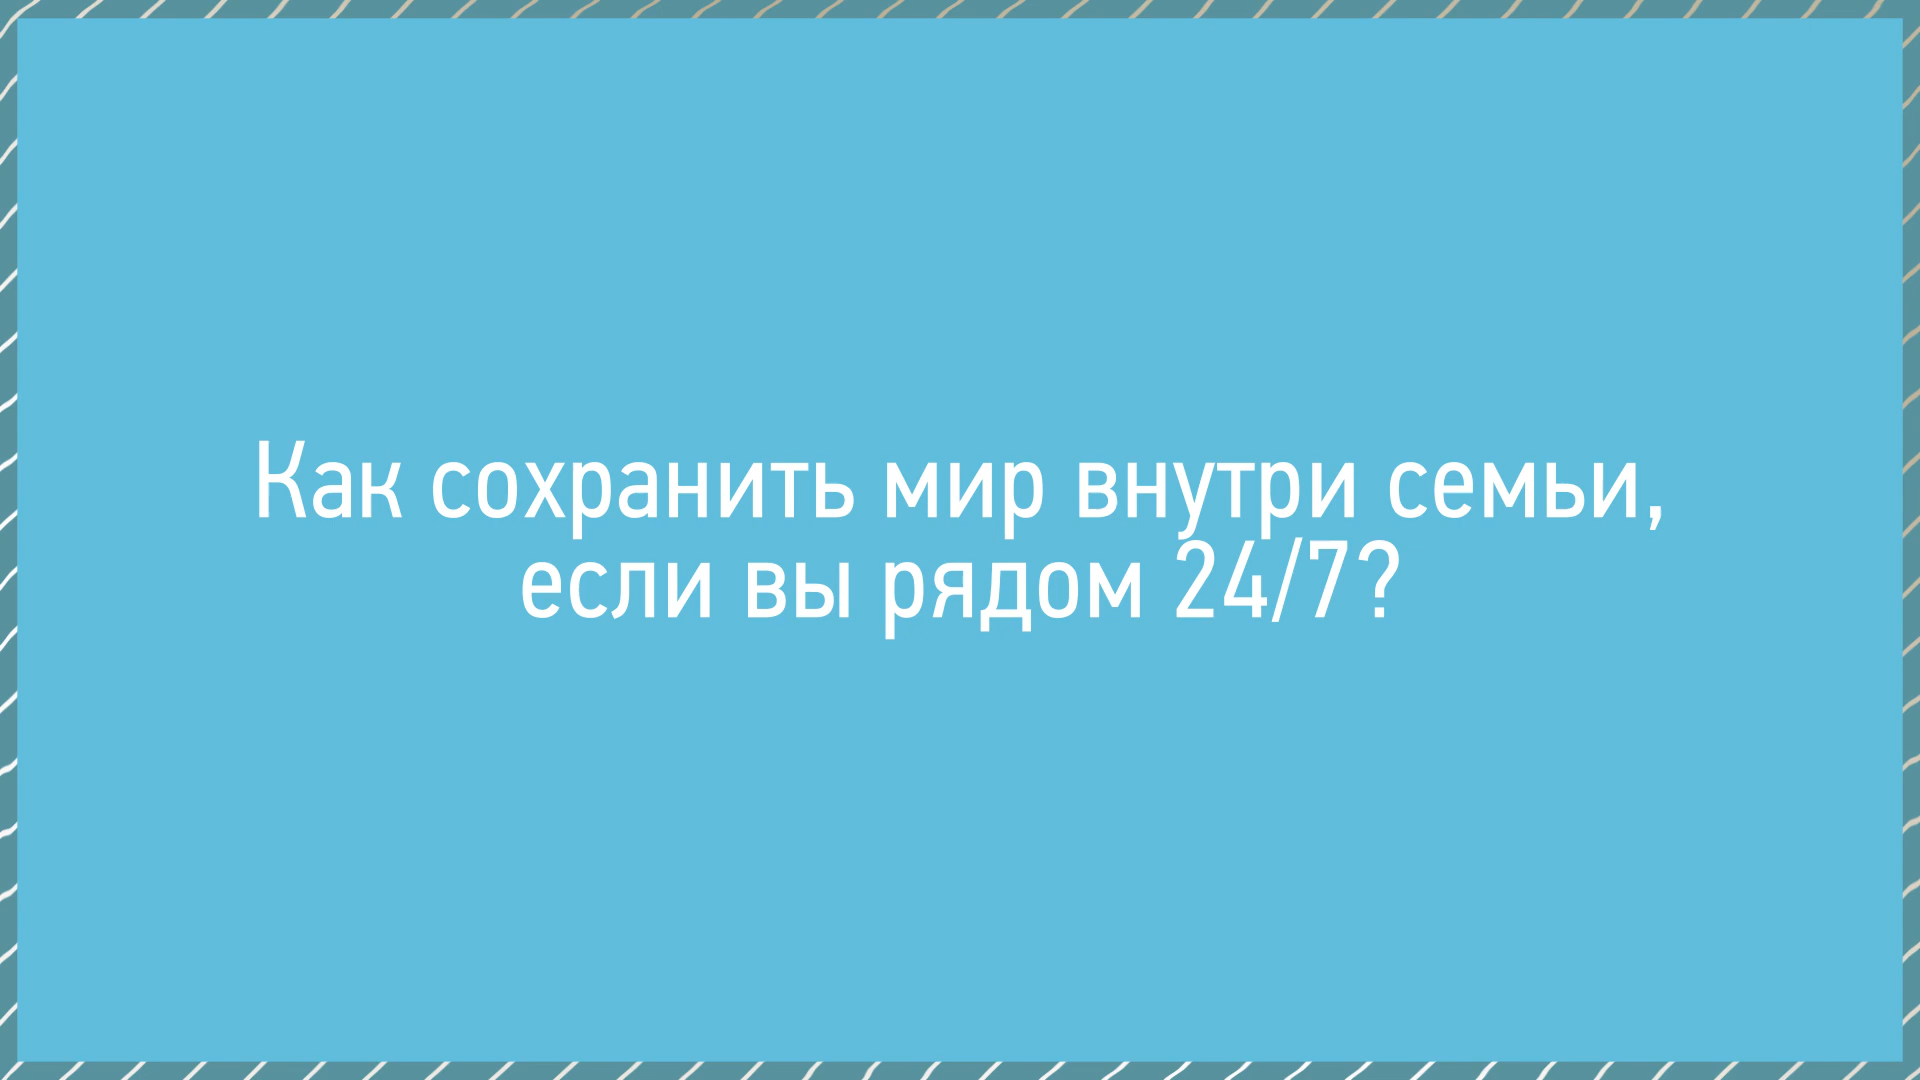 Как сохранить мир внутри семьи,
если вы рядом 24/7?